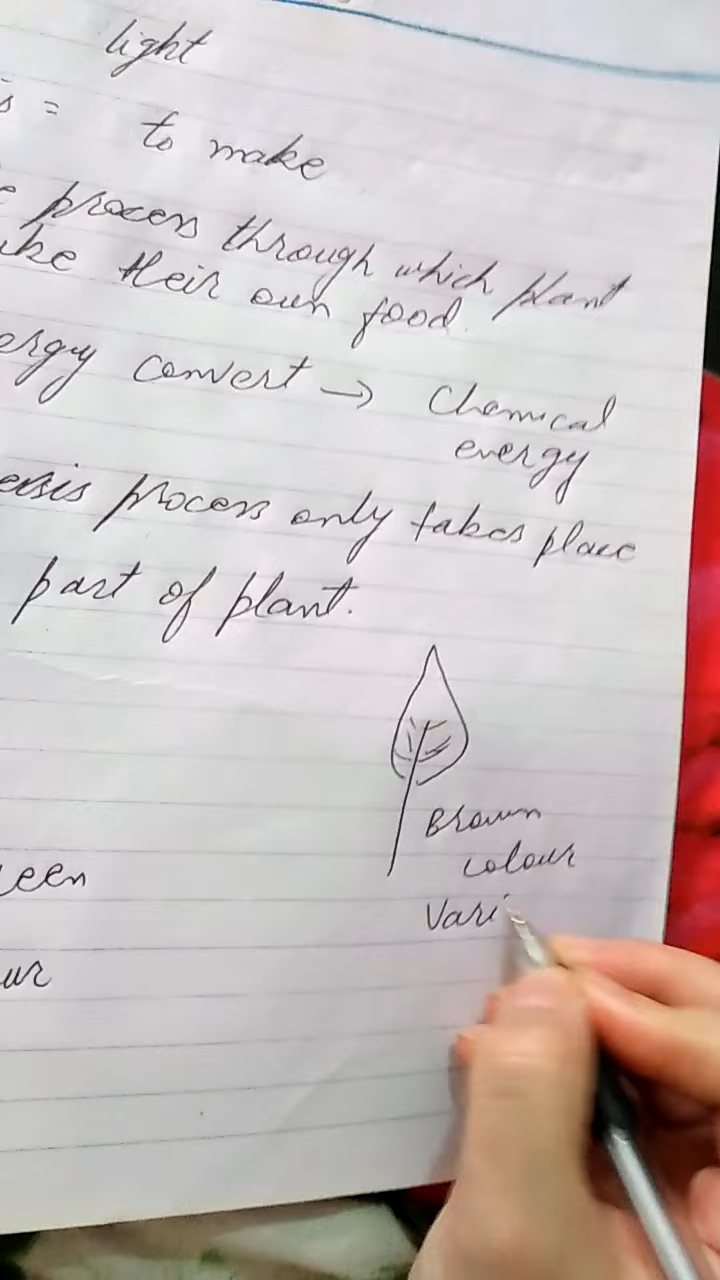 light
s = to make
e process through which plant
ake their own food.
ergy convert → Chemical
energy
esis process only takes place
part of plant.
Brown
colour
Vari
een
ur